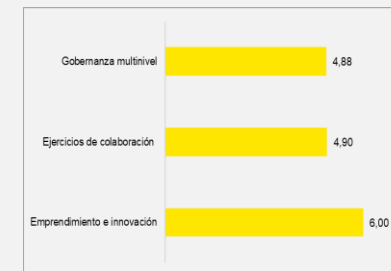 Gobernanza multinivel 4,88
Ejercicios de colaboración 4,90
Emprendimiento e innovación 6,00